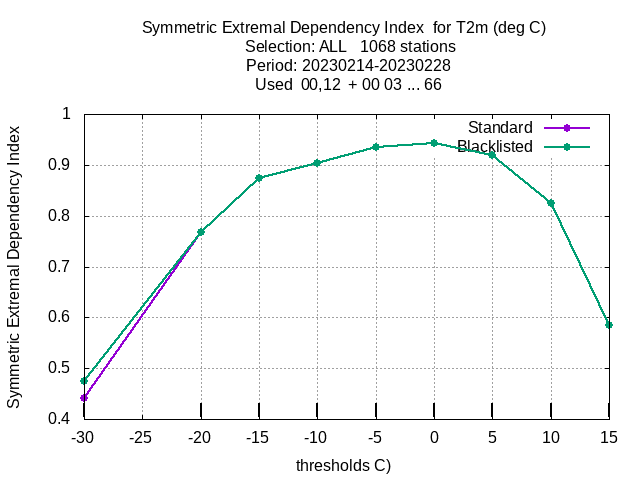 Symmetric Extremal Dependency Index  for T2m (deg C)
Selection: ALL   1068 stations
Period: 20230214-20230228
Used  00,12  + 00 03 ... 66
Symmetric Extremal Dependency Index
1
0.9
0.8
0.7
0.6
0.5
0.4
Standard
Blacklisted
-30 -25 -20 -15 -10 -5 0 5 10 15
thresholds C)